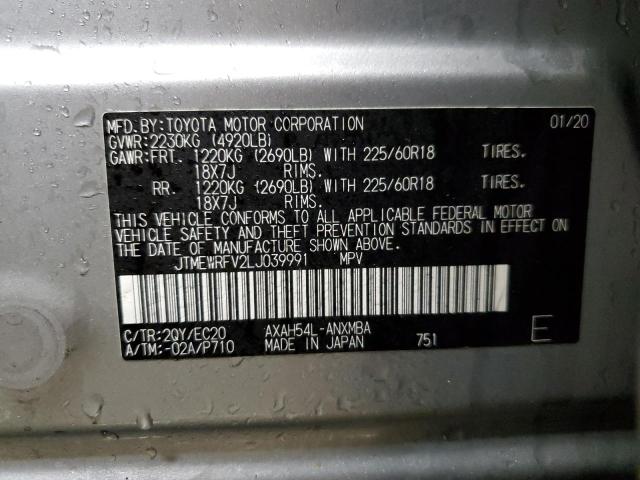 MFD. BY:TOYOTA MOTOR CORPORATION 01/20
GVWR:2230KG (4920LB)
GAWR:FRT. 1220KG (2690LB) WITH 225/60R18 TIRES.
18X7J RIMS.
RR. 1220KG (2690LB) WITH 225/60R18 TIRES.
18X7J RIMS.
THIS VEHICLE CONFORMS TO ALL APPLICABLE FEDERAL MOTOR
VEHICLE SAFETY AND THEFT PREVENTION STANDARDS IN EFFECT ON
THE DATE OF MANUFACTURE SHOWN ABOVE.
JTMEWRFV2LJ039991 MPV
C/TR:2QY/EC20 AXAH54L-ANXMBA
A/TM:-02A/P710 MADE IN JAPAN 751 E